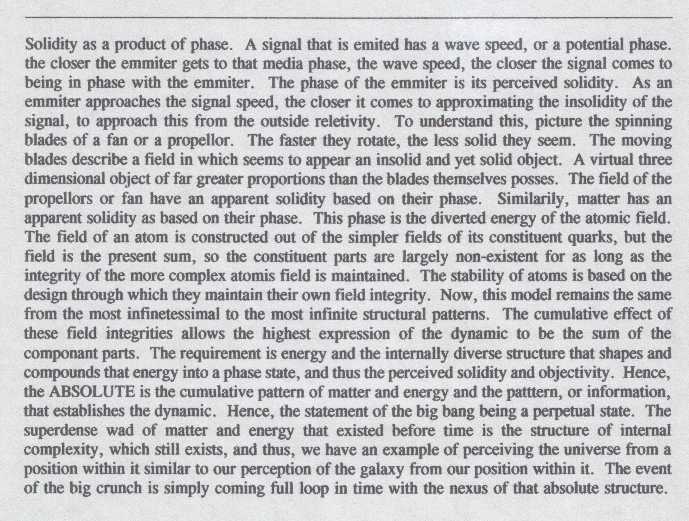 Solidity as a product of phase. A signal that is emited has a wave speed, or a potential phase.
the closer the emmiter gets to that media phase, the wave speed, the closer the signal comes to
being in phase with the emmiter. The phase of the emmiter is its perceived solidity. As an
emmiter approaches the signal speed, the closer it comes to approximating the insolidity of the
signal, to approach this from the outside reletivity. To understand this, picture the spinning
blades of a fan or a propellor. The faster they rotate, the less solid they seem. The moving
blades describe a field in which seems to appear an insolid and yet solid object. A virtual three
dimensional object of far greater proportions than the blades themselves posses. The field of the
propellors or fan have an apparent solidity based on their phase. Similarily, matter has an
apparent solidity as based on their phase. This phase is the diverted energy of the atomic field.
The field of an atom is constructed out of the simpler fields of its constituent quarks, but the
field is the present sum, so the constituent parts are largely non-existent for as long as the
integrity of the more complex atomis field is maintained. The stability of atoms is based on the
design through which they maintain their own field integrity. Now, this model remains the same
from the most infinetessimal to the most infinite structural patterns. The cumulative effect of
these field integrities allows the highest expression of the dynamic to be the sum of the
componant parts. The requirement is energy and the internally diverse structure that shapes and
compounds that energy into a phase state, and thus the perceived solidity and objectivity. Hence,
the ABSOLUTE is the cumulative pattern of matter and energy and the patttern, or information,
that establishes the dynamic. Hence, the statement of the big bang being a perpetual state. The
superdense wad of matter and energy that existed before time is the structure of internal
complexity, which still exists, and thus, we have an example of perceiving the universe from a
position within it similar to our perception of the galaxy from our position within it. The event
of the big crunch is simply coming full loop in time with the nexus of that absolute structure.